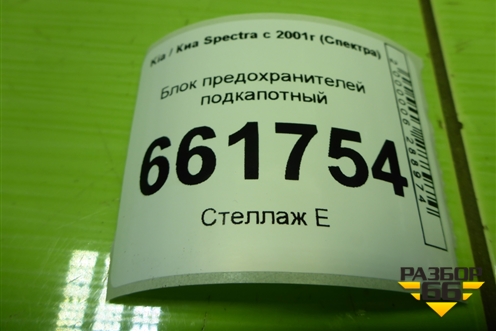 Kia / Киа Spectra с 2001г (Спектра)
Блок предохранителей
подкапотный
661754
Стеллаж Е
РАЗБОР
66